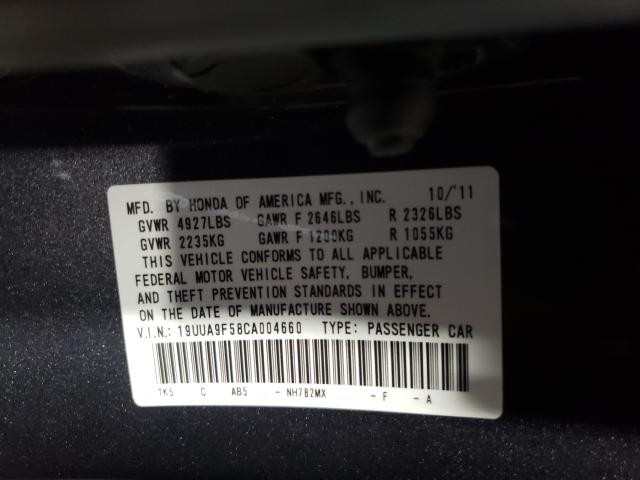 MFD. BY HONDA OF AMERICA MFG., INC. 10/'11
GVWR 4927LBS GAWR F 2646LBS R 2326LBS
GVWR 2235KG GAWR F 1200KG R 1055KG
THIS VEHICLE CONFORMS TO ALL APPLICABLE
FEDERAL MOTOR VEHICLE SAFETY, BUMPER,
AND THEFT PREVENTION STANDARDS IN EFFECT
ON THE DATE OF MANUFACTURE SHOWN ABOVE.
V.I.N.: 19UUA9F58CA004660 TYPE: PASSENGER CAR
TK5 C AB5 - NH782MX - F - A